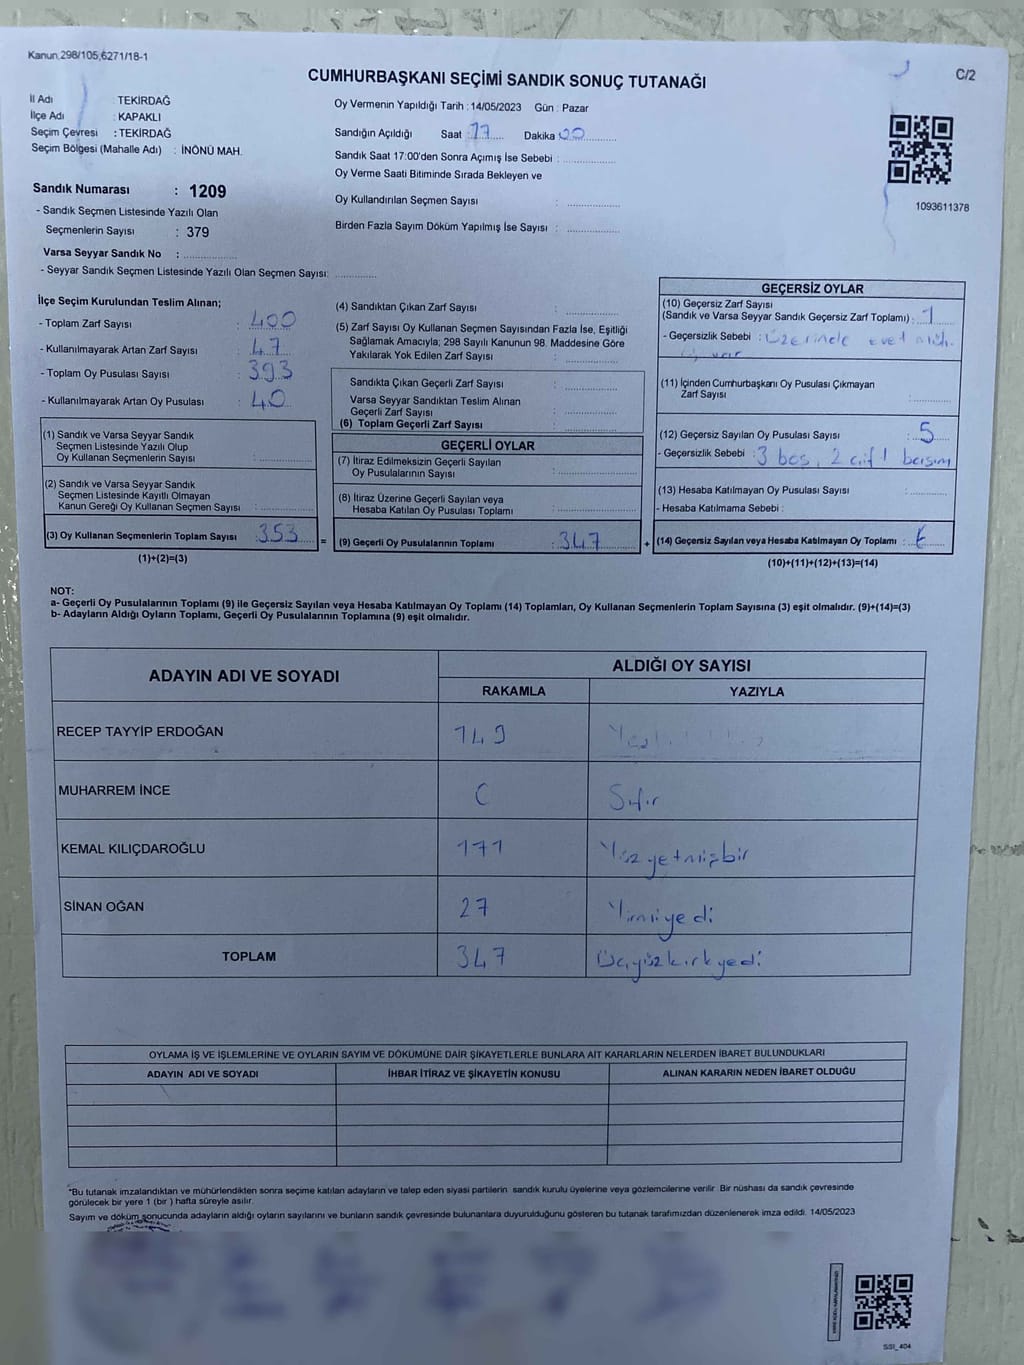 Kanun,298/105,6271/18-1
C/2
CUMHURBAŞKANI SEÇİMİ SANDIK SONUÇ TUTANAĞI
İl Adı : TEKİRDAĞ
İlçe Adı : KAPAKLI
Seçim Çevresi : TEKİRDAĞ
Seçim Bölgesi (Mahalle Adı) : İNÖNÜ MAH.
Oy Vermenin Yapıldığı Tarih : 14/05/2023 Gün : Pazar
Sandığın Açıldığı Saat : 17 Dakika 00
Sandık Saat 17:00'den Sonra Açımış İse Sebebi :
Oy Verme Saati Bitiminde Sırada Bekleyen ve
Oy Kullandırılan Seçmen Sayısı :
Birden Fazla Sayım Döküm Yapılmış İse Sayısı :
1093611378
Sandık Numarası : 1209
- Sandık Seçmen Listesinde Yazılı Olan
Seçmenlerin Sayısı : 379
Varsa Seyyar Sandık No :
- Seyyar Sandık Seçmen Listesinde Yazılı Olan Seçmen Sayısı:
İlçe Seçim Kurulundan Teslim Alınan;
- Toplam Zarf Sayısı : 400
- Kullanılmayarak Artan Zarf Sayısı : 47
- Toplam Oy Pusulası Sayısı : 393
- Kullanılmayarak Artan Oy Pusulası : 40
(1) Sandık ve Varsa Seyyar Sandık
Seçmen Listesinde Yazılı Olup
Oy Kullanan Seçmenlerin Sayısı :
(2) Sandık ve Varsa Seyyar Sandık
Seçmen Listesinde Kayıtlı Olmayan
Kanun Gereği Oy Kullanan Seçmen Sayısı :
(3) Oy Kullanan Seçmenlerin Toplam Sayısı : 353 =
(1)+(2)=(3)
(4) Sandıktan Çıkan Zarf Sayısı :
(5) Zarf Sayısı Oy Kullanan Seçmen Sayısından Fazla İse, Eşitliği
Sağlamak Amacıyla; 298 Sayılı Kanunun 98. Maddesine Göre
Yakılarak Yok Edilen Zarf Sayısı :
Sandıkta Çıkan Geçerli Zarf Sayısı :
Varsa Seyyar Sandıktan Teslim Alınan
Geçerli Zarf Sayısı :
(6) Toplam Geçerli Zarf Sayısı :
GEÇERLİ OYLAR
(7) İtiraz Edilmeksizin Geçerli Sayılan
Oy Pusulalarının Sayısı :
(8) İtiraz Üzerine Geçerli Sayılan veya
Hesaba Katılan Oy Pusulası Toplamı :
(9) Geçerli Oy Pusulalarının Toplamı : 347 +
GEÇERSİZ OYLAR
(10) Geçersiz Zarf Sayısı
(Sandık ve Varsa Seyyar Sandık Geçersiz Zarf Toplamı) : 1
- Geçersizlik Sebebi : Üzerinde evet
var
(11) İçinden Cumhurbaşkanı Oy Pusulası Çıkmayan
Zarf Sayısı :
(12) Geçersiz Sayılan Oy Pusulası Sayısı : 5
- Geçersizlik Sebebi : 3 boş, 2 çift
(13) Hesaba Katılmayan Oy Pusulası Sayısı :
- Hesaba Katılmama Sebebi :
(14) Geçersiz Sayılan veya Hesaba Katılmayan Oy Toplamı : 6
(10)+(11)+(12)+(13)=(14)
NOT:
a- Geçerli Oy Pusulalarının Toplamı (9) ile Geçersiz Sayılan veya Hesaba Katılmayan Oy Toplamı (14) Toplamları, Oy Kullanan Seçmenlerin Toplam Sayısına (3) eşit olmalıdır. (9)+(14)=(3)
b- Adayların Aldığı Oyların Toplamı, Geçerli Oy Pusulalarının Toplamına (9) eşit olmalıdır.
ADAYIN ADI VE SOYADI
ALDIĞI OY SAYISI
RAKAMLA YAZIYLA
RECEP TAYYİP ERDOĞAN 149
MUHARREM İNCE 0 Sıfır
KEMAL KILIÇDAROĞLU 171 Yüzyetmişbir
SİNAN OĞAN 27 Yirmiyedi
TOPLAM 347 Üçyüzkırkyedi
OYLAMA İŞ VE İŞLEMLERİNE VE OYLARIN SAYIM VE DÖKÜMÜNE DAİR ŞİKAYETLERLE BUNLARA AİT KARARLARIN NELERDEN İBARET BULUNDUKLARI
ADAYIN ADI VE SOYADI İHBAR İTİRAZ VE ŞİKAYETİN KONUSU ALINAN KARARIN NEDEN İBARET OLDUĞU
*Bu tutanak imzalandıktan ve mühürlendikten sonra seçime katılan adayların ve talep eden siyasi partilerin sandık kurulu üyelerine veya gözlemcilerine verilir. Bir nüshası da sandık çevresinde
görülecek bir yere 1 (bir ) hafta süreyle asılır.
Sayım ve döküm sonucunda adayların aldığı oyların sayılarını ve bunların sandık çevresinde bulunanlara duyurulduğunu gösteren bu tutanak tarafımızdan düzenlenerek imza edildi. 14/05/2023
SSI_404